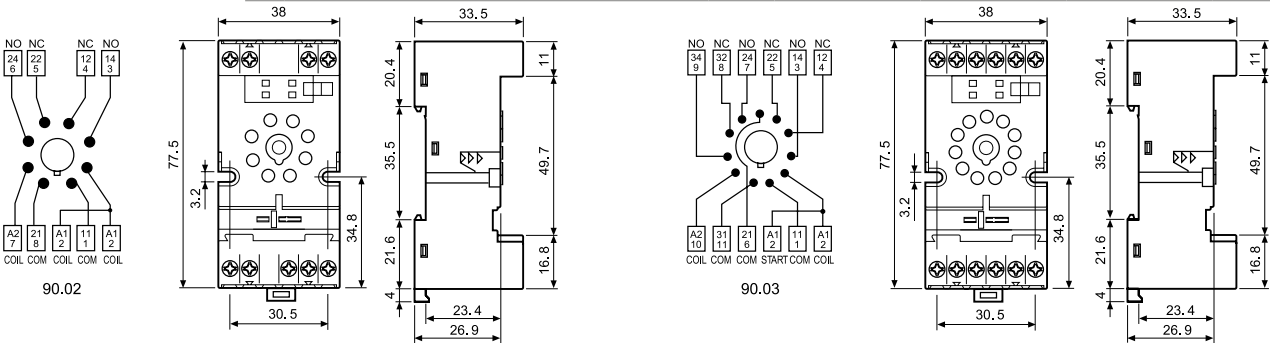 38
33.5
38
33.5
NO NC NC NO
24 22 12 14
6 5 4 3
77.5
3.2
34.8
20.4
35.5
21.6
4
11
49.7
16.8
A2 21 A1 11 A1
7 8 2 1 2
COIL COM COIL COM COIL
90.02
30.5
23.4
26.9
NO NC NO NC NO NC
34 32 24 22 14 12
9 8 7 5 3 4
77.5
3.2
34.8
20.4
35.5
21.6
4
11
49.7
16.8
A2 31 21 A1 11 A1
10 11 6 2 1 2
COIL COM COM START COM COIL
90.03
30.5
23.4
26.9